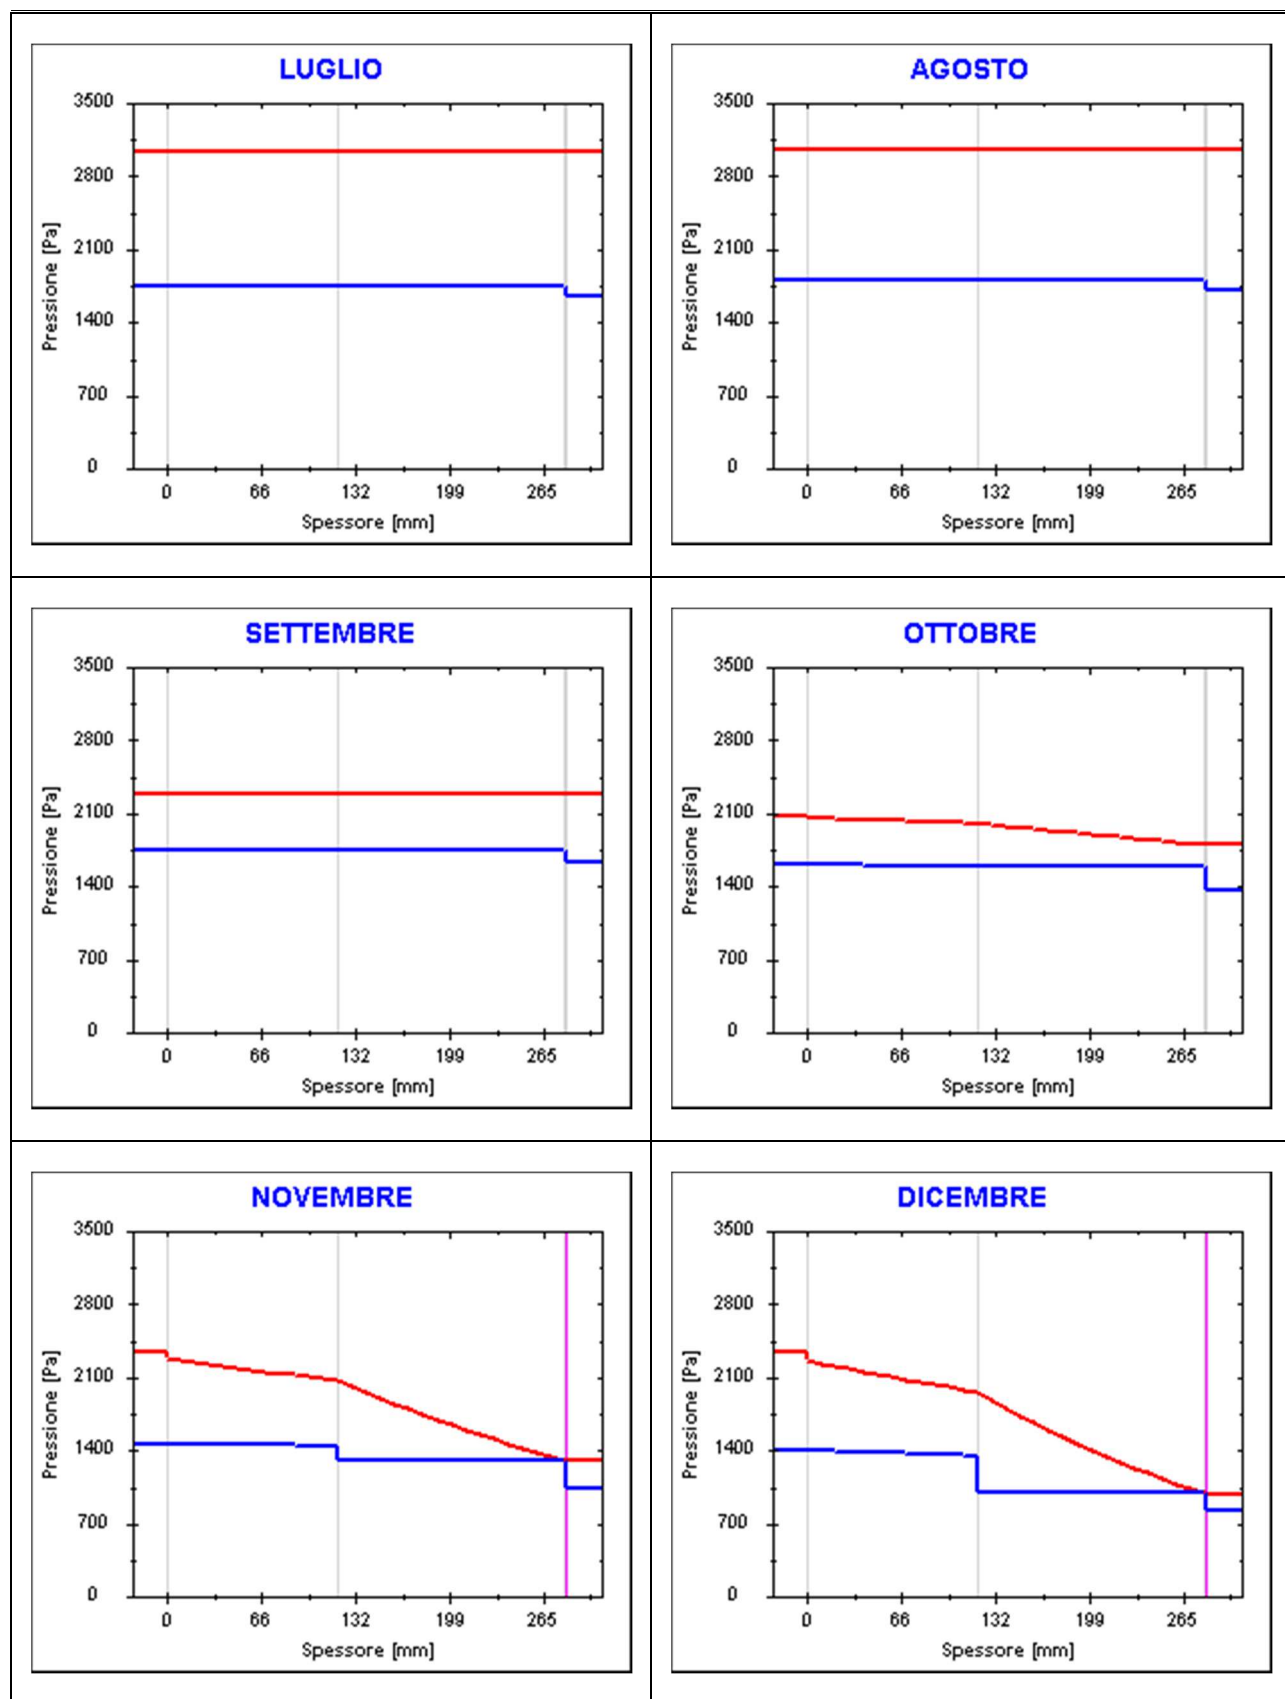 LUGLIO
3500
2800
2100
1400
700
0
Pressione [Pa]
0 66 132 199 265
Spessore [mm]
AGOSTO
3500
2800
2100
1400
700
0
Pressione [Pa]
0 66 132 199 265
Spessore [mm]
SETTEMBRE
3500
2800
2100
1400
700
0
Pressione [Pa]
0 66 132 199 265
Spessore [mm]
OTTOBRE
3500
2800
2100
1400
700
0
Pressione [Pa]
0 66 132 199 265
Spessore [mm]
NOVEMBRE
3500
2800
2100
1400
700
0
Pressione [Pa]
0 66 132 199 265
Spessore [mm]
DICEMBRE
3500
2800
2100
1400
700
0
Pressione [Pa]
0 66 132 199 265
Spessore [mm]